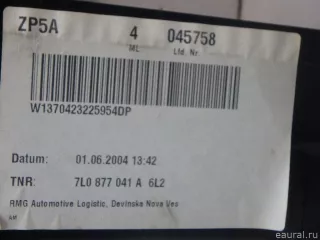 ZP5A 4 045758
ML Lfd. Nr.
W1370423225954DP
Datum: 01.06.2004 13:42
TNR: 7L0 877 041 A 6L2
RMG Automotive Logistic, Devinska Nova Ves
eaural.ru